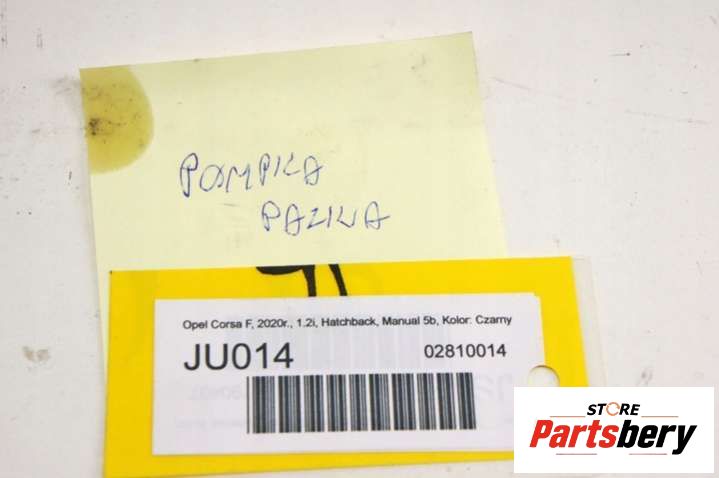 POMPKA
PALIWA
Opel Corsa F, 2020r., 1.2i, Hatchback, Manual 5b, Kolor: Czarny
JU014
02810014
STORE
Partsbery